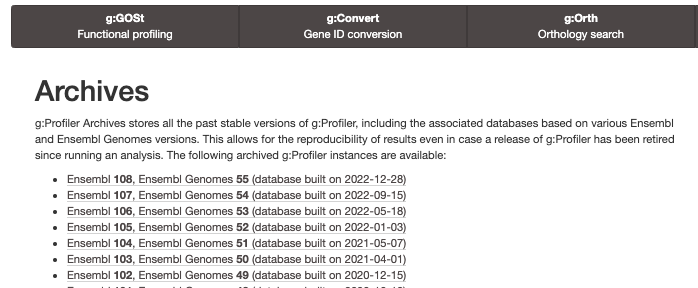 g:GOSt
Functional profiling
g:Convert
Gene ID conversion
g:Orth
Orthology search
Archives
g:Profiler Archives stores all the past stable versions of g:Profiler, including the associated databases based on various Ensembl
and Ensembl Genomes versions. This allows for the reproducibility of results even in case a release of g:Profiler has been retired
since running an analysis. The following archived g:Profiler instances are available:
• Ensembl 108, Ensembl Genomes 55 (database built on 2022-12-28)
• Ensembl 107, Ensembl Genomes 54 (database built on 2022-09-15)
• Ensembl 106, Ensembl Genomes 53 (database built on 2022-05-18)
• Ensembl 105, Ensembl Genomes 52 (database built on 2022-01-03)
• Ensembl 104, Ensembl Genomes 51 (database built on 2021-05-07)
• Ensembl 103, Ensembl Genomes 50 (database built on 2021-04-01)
• Ensembl 102, Ensembl Genomes 49 (database built on 2020-12-15)